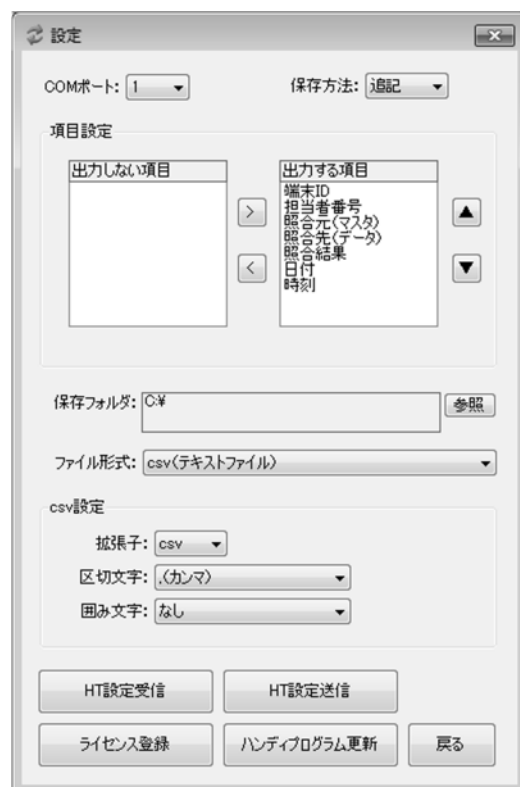 設定
COMポート: 1
保存方法: 追記
項目設定
出力しない項目
>
<
出力する項目
端末ID
担当者番号
照合元(マスタ)
照合先(データ)
照合結果
日付
時刻
▲
▼
保存フォルダ: C:¥
参照
ファイル形式: csv(テキストファイル)
csv設定
拡張子: csv
区切文字: ,(カンマ)
囲み文字: なし
HT設定受信
HT設定送信
ライセンス登録
ハンディプログラム更新
戻る